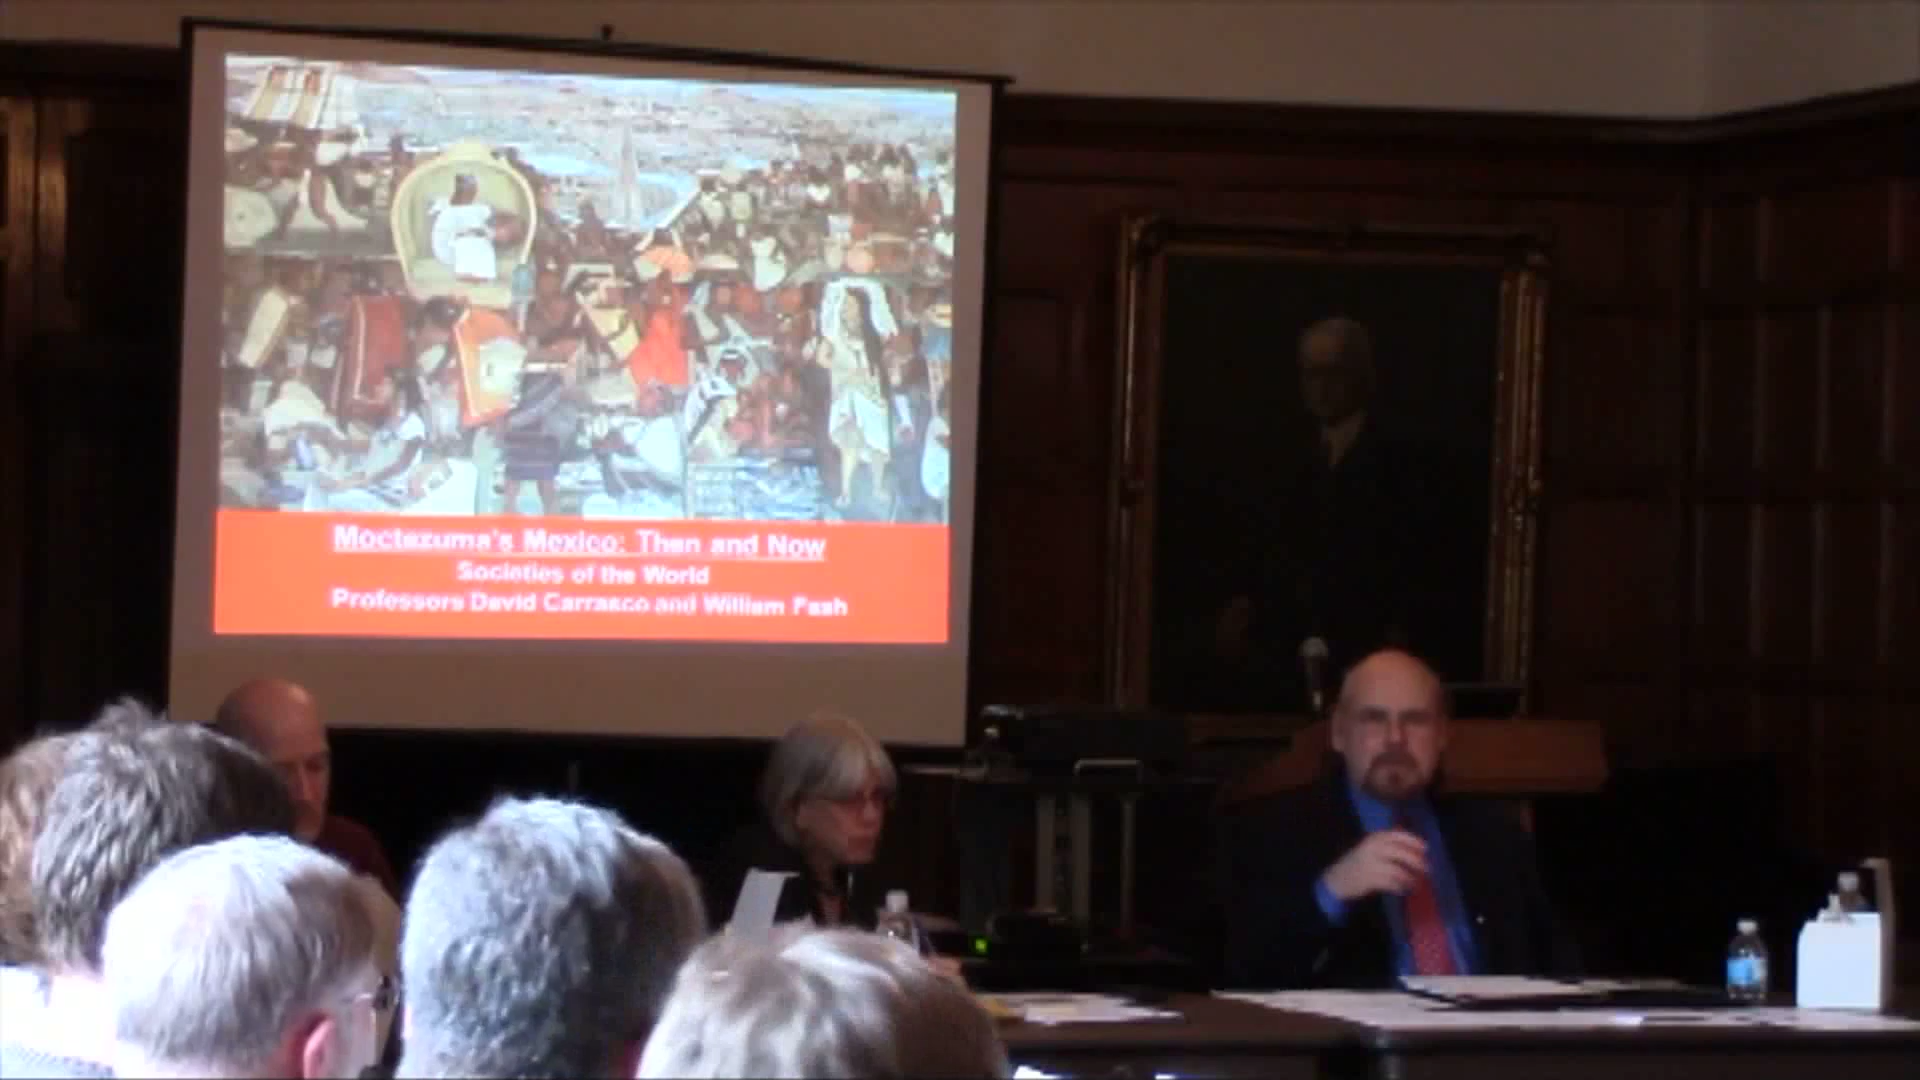 Moctezuma's Mexico: Then and Now
Societies of the World
Professors David Carrasco and William Fash